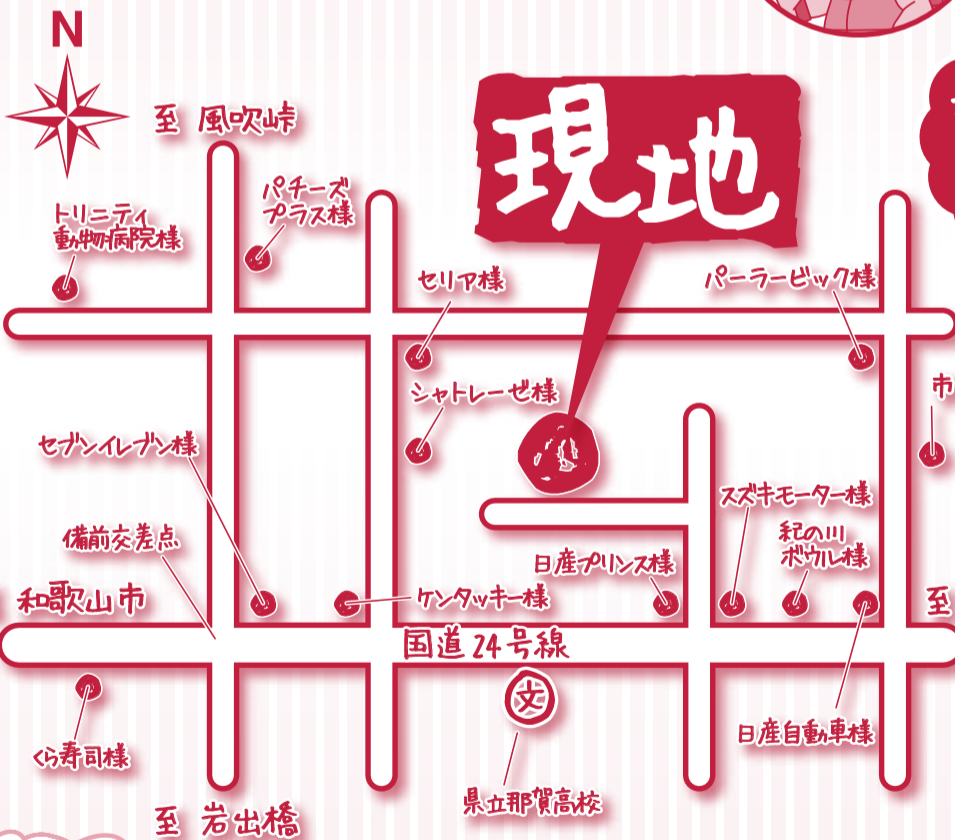 N
至 風吹峠
現地
パチーズ
プラス様
トリニティ
動物病院様
セリア様
パーラービック様
シャトレーゼ様
市
セブンイレブン様
スズキモーター様
備前交差点
紀の川
ボウル様
日産プリンス様
和歌山市
ケンタッキー様
至
国道24号線
文
日産自動車様
くら寿司様
県立那賀高校
至 岩出橋